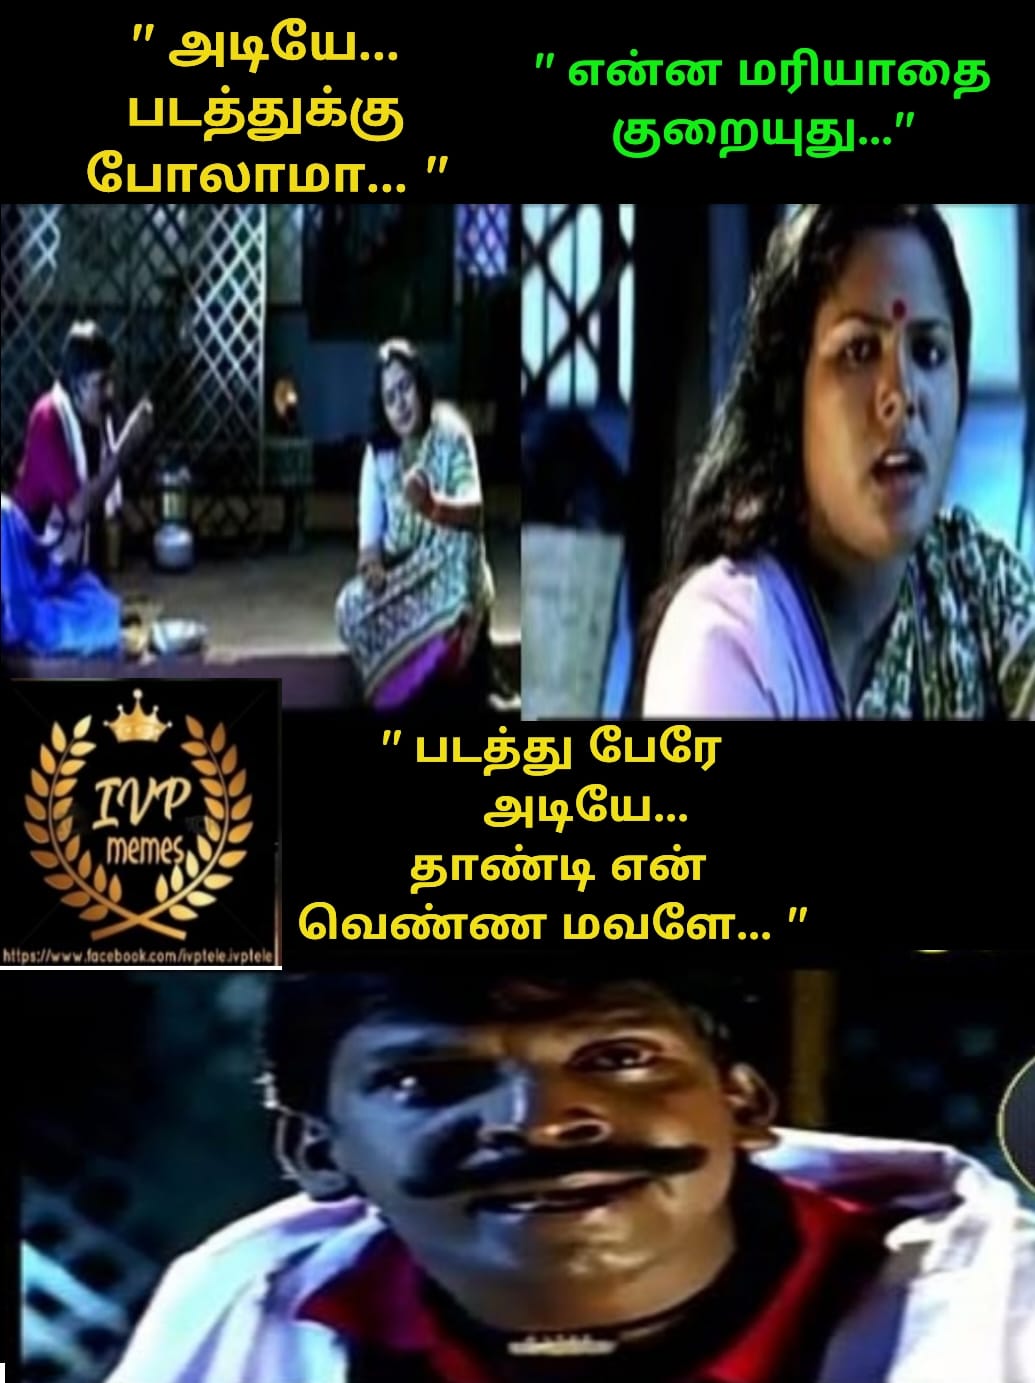 " அடியே...
படத்துக்கு
போலாமா... "
" என்ன மரியாதை
குறையுது..."
" படத்து பேரே
அடியே...
தாண்டி என்
வெண்ண மவளே... "
IVP
memes
https://www.facebook.com/ivptele.ivptele